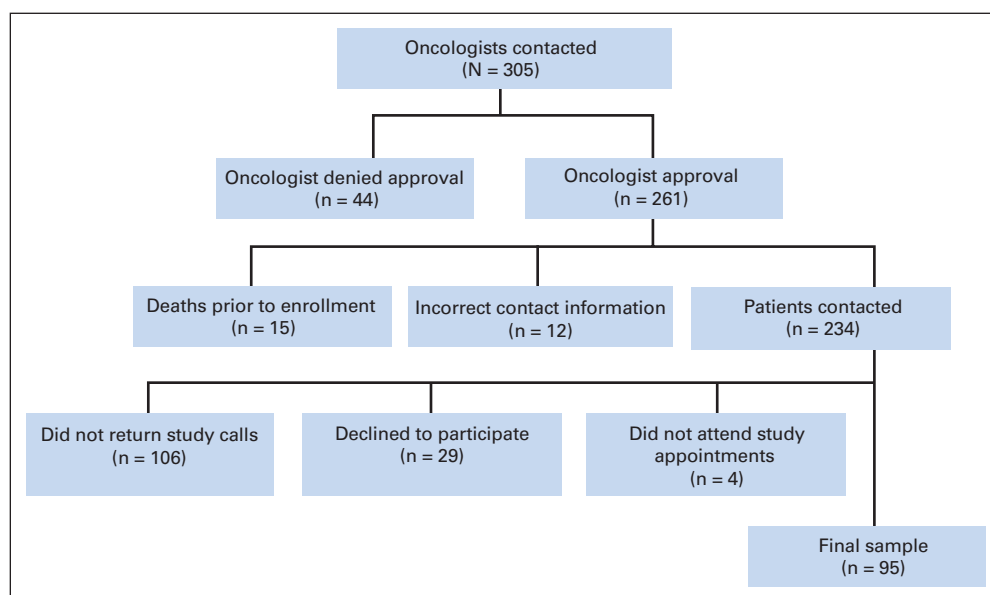 Oncologists contacted
(N = 305)
Oncologist denied approval
(n = 44)
Oncologist approval
(n = 261)
Deaths prior to enrollment
(n = 15)
Incorrect contact information
(n = 12)
Patients contacted
(n = 234)
Did not return study calls
(n = 106)
Declined to participate
(n = 29)
Did not attend study
appointments
(n = 4)
Final sample
(n = 95)